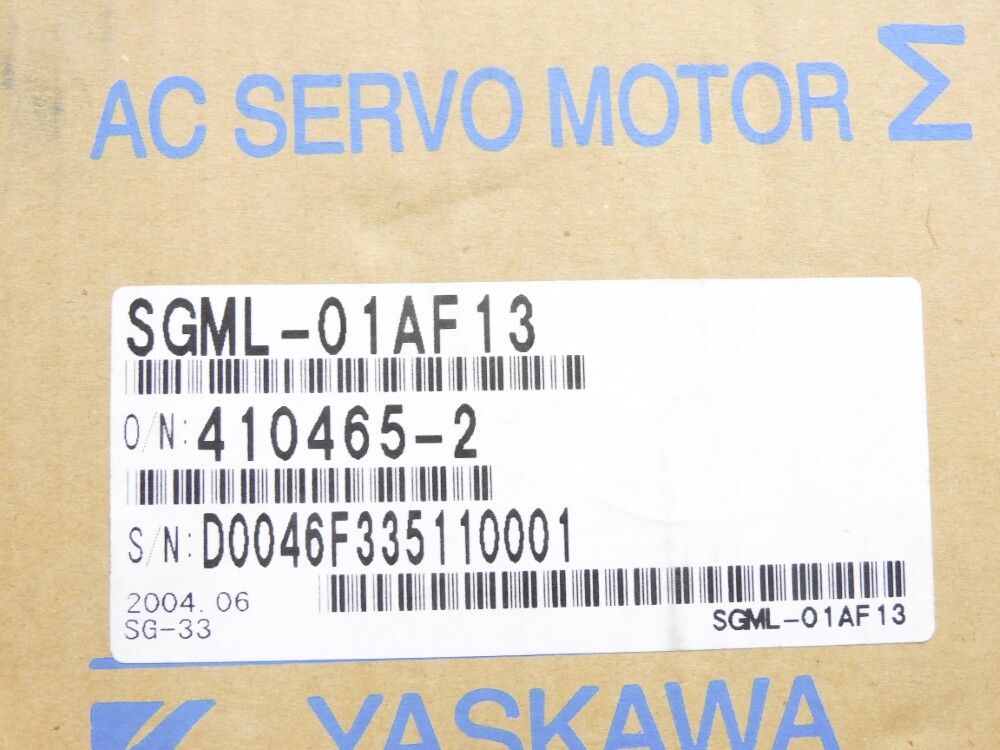 AC SERVO MOTOR Σ
SGML-01AF13
O/N: 410465-2
S/N: D0046F335110001
2004.06
SG-33
SGML-01AF13
YASKAWA